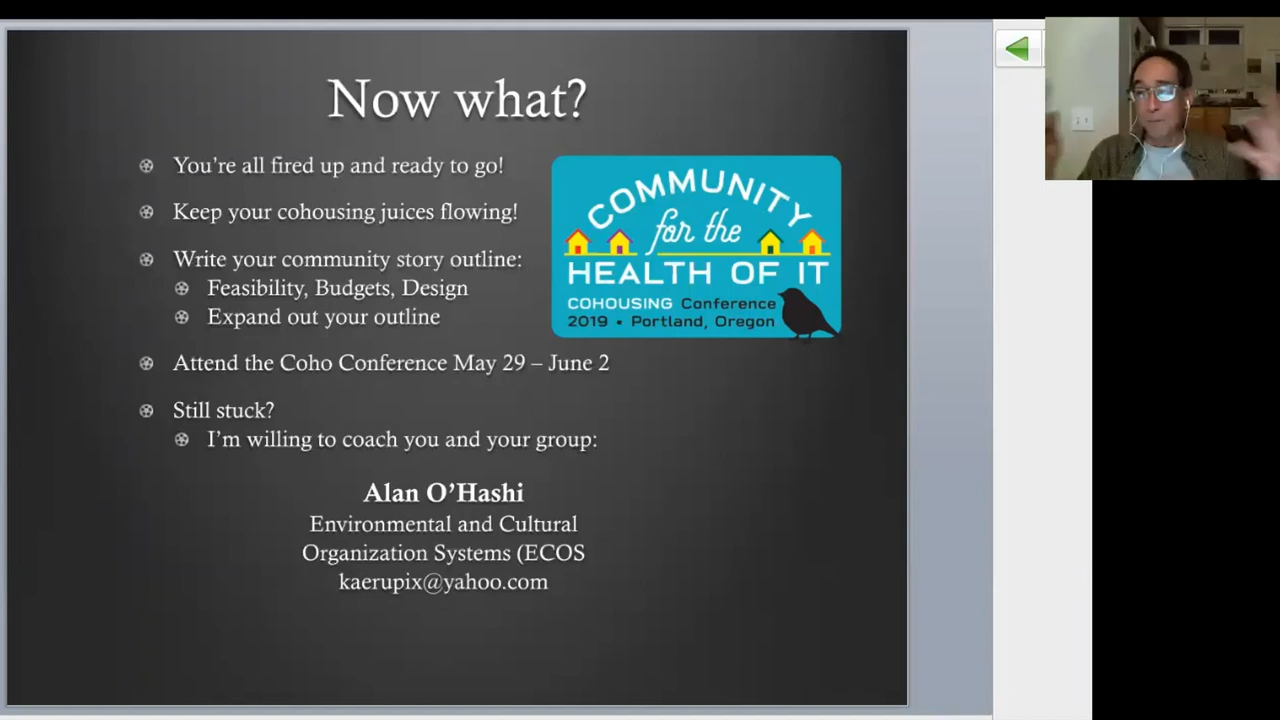 Now what?
You're all fired up and ready to go!
Keep your cohousing juices flowing!
Write your community story outline:
Feasibility, Budgets, Design
Expand out your outline
Attend the Coho Conference May 29 – June 2
Still stuck?
I'm willing to coach you and your group:
Alan O'Hashi
Environmental and Cultural
Organization Systems (ECOS
kaerupix@yahoo.com
COMMUNITY
for the
HEALTH OF IT
COHOUSING Conference
2019 • Portland, Oregon